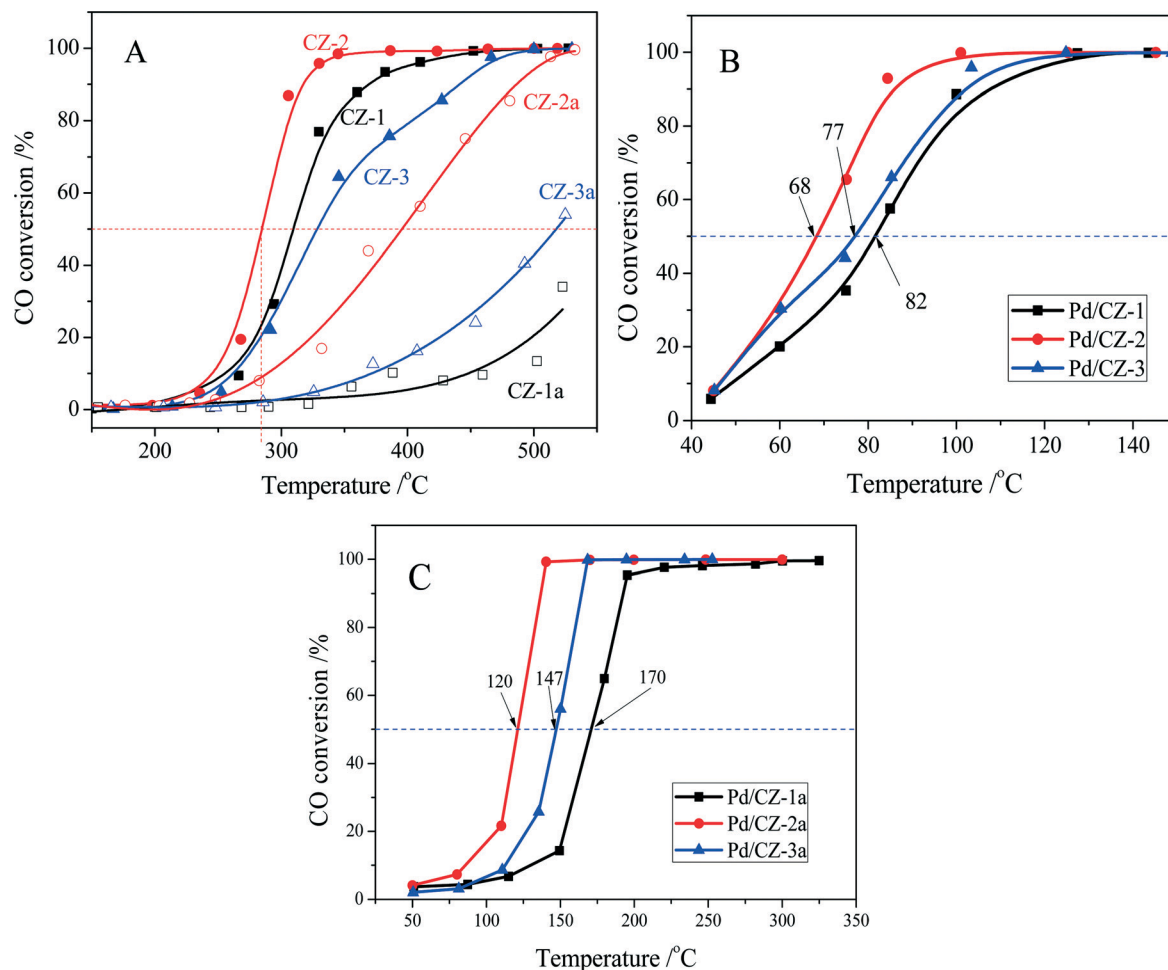 A
CZ-2
CZ-1
CZ-2a
CZ-3
CZ-3a
CZ-1a
CO conversion /%
100
80
60
40
20
0
200 300 400 500
Temperature /°C
B
77
68
82
Pd/CZ-1
Pd/CZ-2
Pd/CZ-3
CO conversion /%
100
80
60
40
20
0
40 60 80 100 120 140
Temperature /°C
C
120 147 170
Pd/CZ-1a
Pd/CZ-2a
Pd/CZ-3a
CO conversion /%
100
80
60
40
20
0
50 100 150 200 250 300 350
Temperature /°C